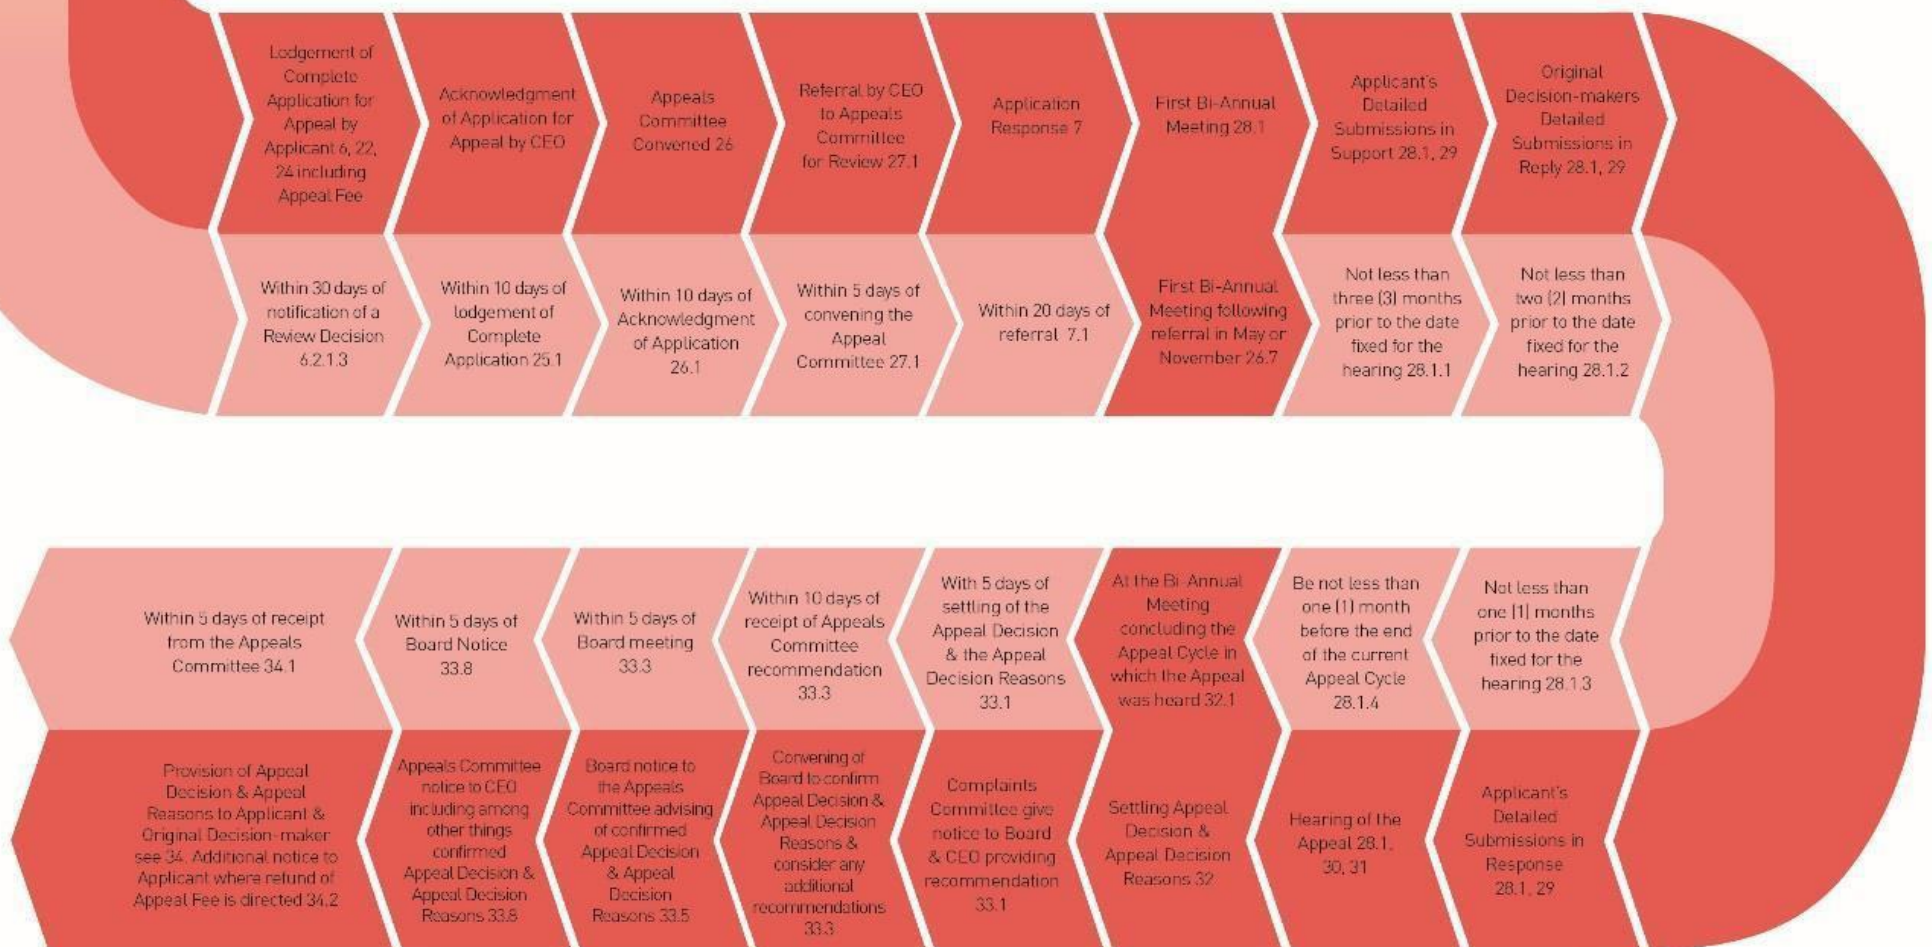 Lodgement of
Complete
Application for
Appeal by
Applicant 6, 22,
24 including
Appeal Fee
Acknowledgment
of Application for
Appeal by CEO
Appeals
Committee
Convened 26
Referral by CEO
to Appeals
Committee
for Review 27.1
Application
Response 7
First Bi-Annual
Meeting 28.1
Applicant's
Detailed
Submissions in
Support 28.1, 29
Original
Decision-makers
Detailed
Submissions in
Reply 28.1, 29
Within 30 days of
notification of a
Review Decision
6.2.1.3
Within 10 days of
lodgement of
Complete
Application 25.1
Within 10 days of
Acknowledgment
of Application
26.1
Within 5 days of
convening the
Appeal
Committee 27.1
Within 20 days of
referral 7.1
First Bi-Annual
Meeting following
referral in May or
November 26.7
Not less than
three (3) months
prior to the date
fixed for the
hearing 28.1.1
Not less than
two (2) months
prior to the date
fixed for the
hearing 28.1.2
Within 5 days of receipt
from the Appeals
Committee 34.1
Within 5 days of
Board Notice
33.8
Within 5 days of
Board meeting
33.3
Within 10 days of
receipt of Appeals
Committee
recommendation
33.3
With 5 days of
settling of the
Appeal Decision
& the Appeal
Decision Reasons
33.1
At the Bi-Annual
Meeting
concluding the
Appeal Cycle in
which the Appeal
was heard 32.1
Be not less than
one (1) month
before the end
of the current
Appeal Cycle
28.1.4
Not less than
one (1) months
prior to the date
fixed for the
hearing 28.1.3
Provision of Appeal
Decision & Appeal
Reasons to Applicant &
Original Decision-maker
see 34. Additional notice to
Applicant where refund of
Appeal Fee is directed 34.2
Appeals Committee
notice to CEO
including among
other things
confirmed
Appeal Decision &
Appeal Decision
Reasons 33.8
Board notice to
the Appeals
Committee advising
of confirmed
Appeal Decision
& Appeal
Decision
Reasons 33.5
Convening of
Board to confirm
Appeal Decision &
Appeal Decision
Reasons &
consider any
additional
recommendations
33.3
Complaints
Committee give
notice to Board
& CEO providing
recommendation
33.1
Settling Appeal
Decision &
Appeal Decision
Reasons 32
Hearing of the
Appeal 28.1,
30, 31
Applicant's
Detailed
Submissions in
Response
28.1, 29